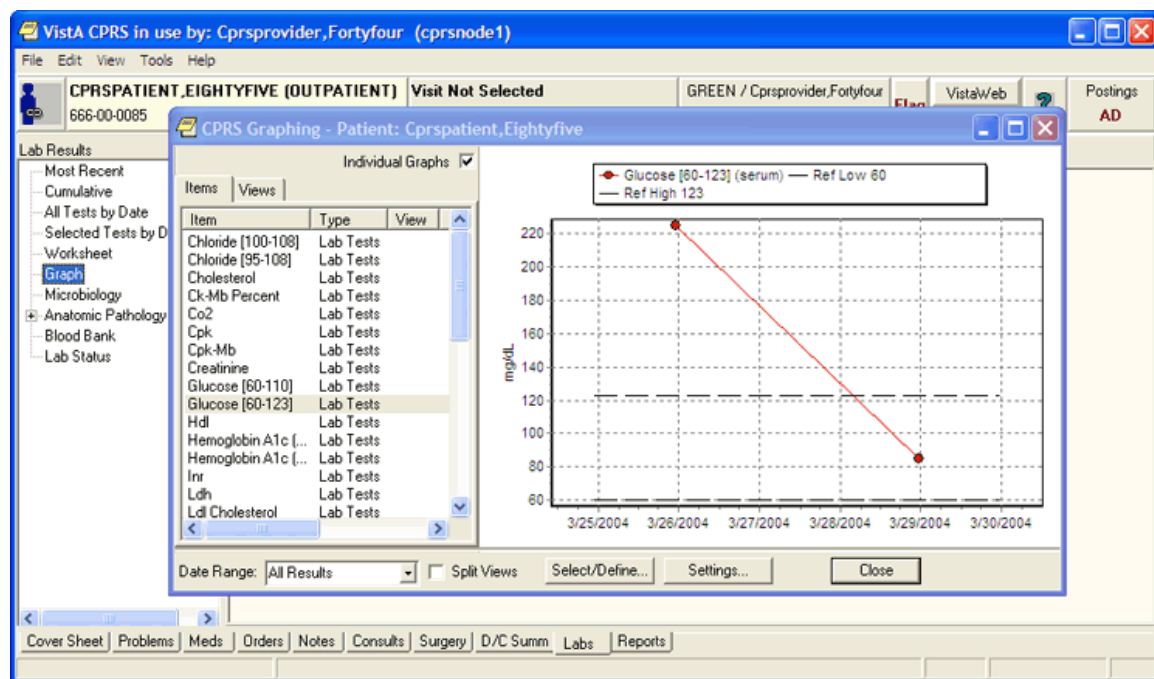 VistA CPRS in use by: Cprsprovider,Fortyfour (cprsnode1)
File Edit View Tools Help
CPRSPATIENT,EIGHTYFIVE (OUTPATIENT) Visit Not Selected GREEN / Cprsprovider,Fortyfour Flag VistaWeb ? Postings
666-00-0085 AD
CPRS Graphing - Patient: Cprspatient,Eightyfive
Lab Results
Most Recent
Cumulative
All Tests by Date
Selected Tests by D
Worksheet
Graph
Microbiology
Anatomic Pathology
Blood Bank
Lab Status
Individual Graphs
Items Views
Item Type View
Chloride [100-108] Lab Tests
Chloride [95-108] Lab Tests
Cholesterol Lab Tests
Ck-Mb Percent Lab Tests
Co2 Lab Tests
Cpk Lab Tests
Cpk-Mb Lab Tests
Creatinine Lab Tests
Glucose [60-110] Lab Tests
Glucose [60-123] Lab Tests
Hdl Lab Tests
Hemoglobin A1c (... Lab Tests
Hemoglobin A1c (... Lab Tests
Inr Lab Tests
Ldh Lab Tests
Ldl Cholesterol Lab Tests
Glucose [60-123] (serum) Ref Low 60
Ref High 123
220
200
180
160
140
120
100
80
60
mg/dL
3/25/2004 3/26/2004 3/27/2004 3/28/2004 3/29/2004 3/30/2004
Date Range: All Results Split Views Select/Define... Settings... Close
Cover Sheet Problems Meds Orders Notes Consults Surgery D/C Summ Labs Reports